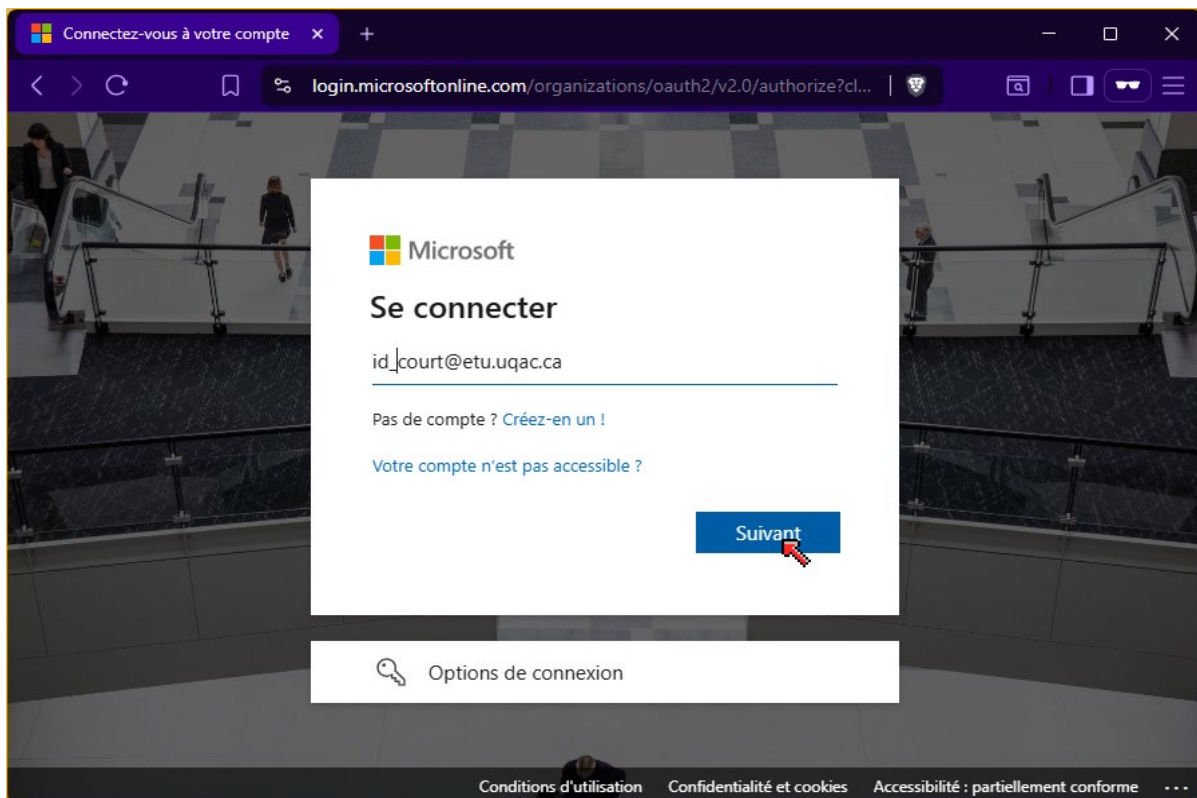 Connectez-vous à votre compte
login.microsoftonline.com/organizations/oauth2/v2.0/authorize?cl...
Microsoft
Se connecter
id_court@etu.uqac.ca
Pas de compte ? Créez-en un !
Votre compte n'est pas accessible ?
Suivant
Options de connexion
Conditions d'utilisation Confidentialité et cookies Accessibilité : partiellement conforme ...